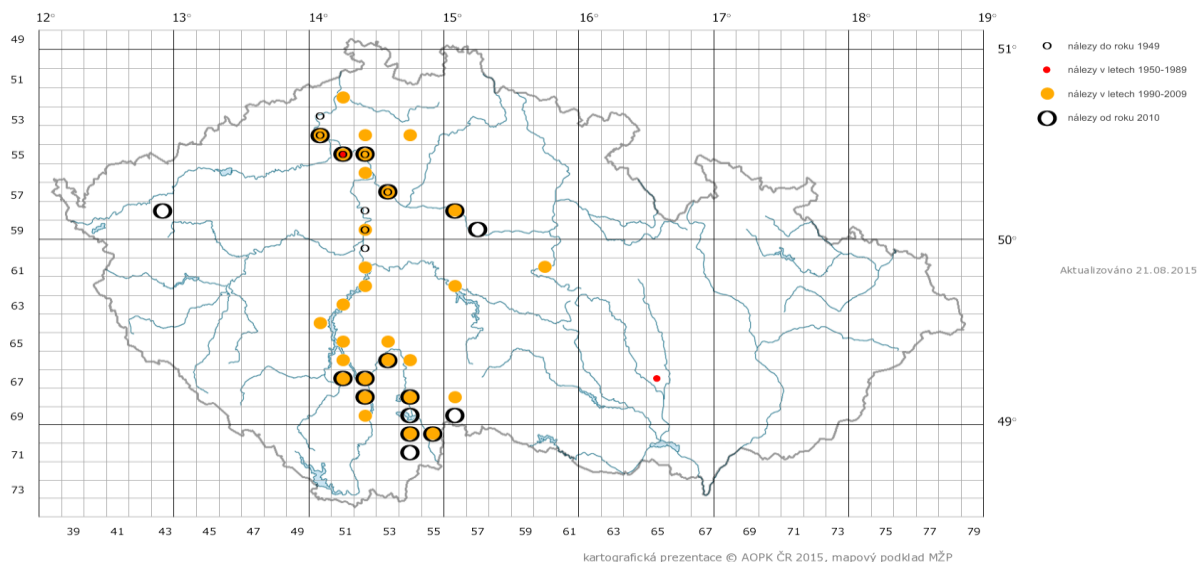 12° 13° 14° 15° 16° 17° 18° 19°
49
51
53
55
57
59
61
63
65
67
69
71
73
51°
50°
49°
39 41 43 45 47 49 51 53 55 57 59 61 63 65 67 69 71 73 75 77 79
nálezy do roku 1949
nálezy v letech 1950-1989
nálezy v letech 1990-2009
nálezy od roku 2010
Aktualizováno 21.08.2015
kartografická prezentace © AOPK ČR 2015, mapový podklad MŽP